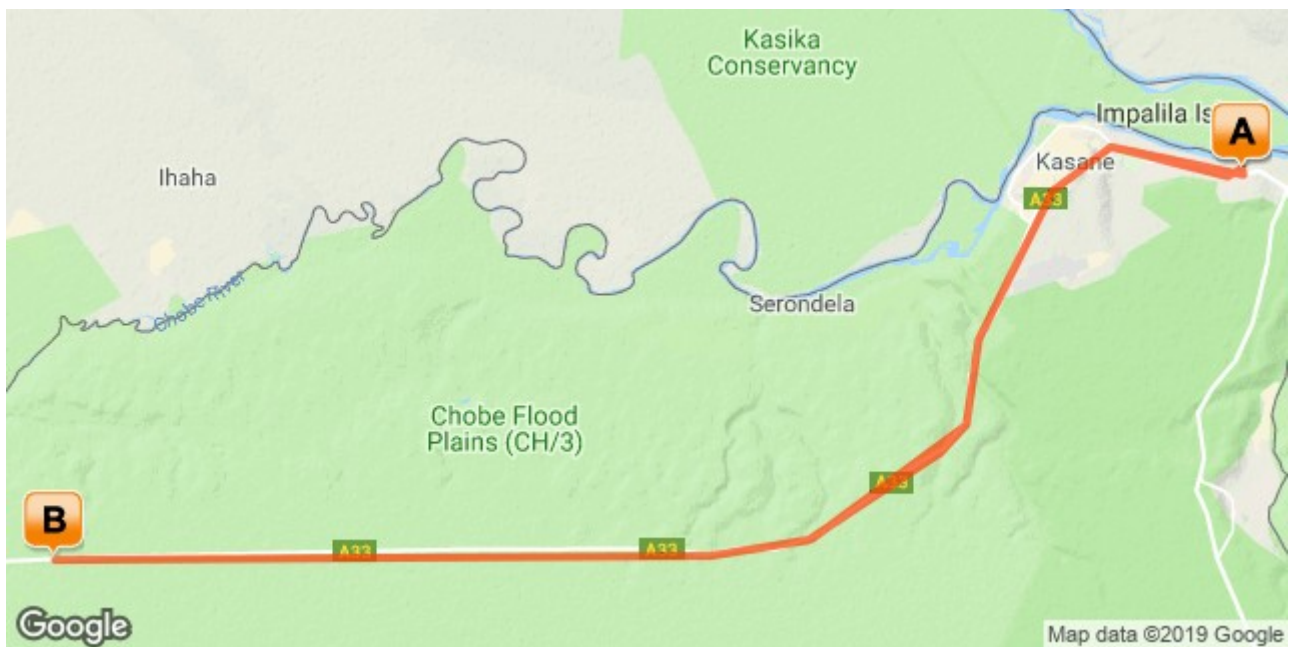 Kasika
Conservancy
Impalila Is
A
Ihaha
Kasane
A33
Chobe River
Serondela
Chobe Flood
Plains (CH/3)
A33
B
A33
A33
Google
Map data ©2019 Google